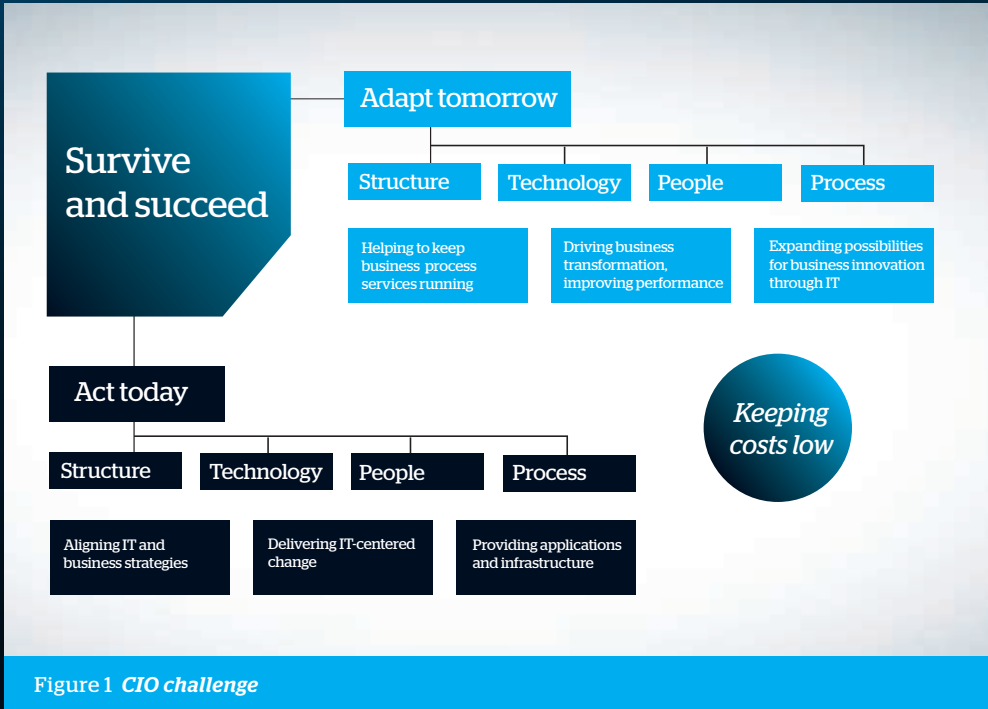 Survive
and succeed
Adapt tomorrow
Structure
Technology
People
Process
Helping to keep
business process
services running
Driving business
transformation,
improving performance
Expanding possibilities
for business innovation
through IT
Act today
Structure
Technology
People
Process
Aligning IT and
business strategies
Delivering IT-centered
change
Providing applications
and infrastructure
Keeping
costs low
Figure 1 CIO challenge